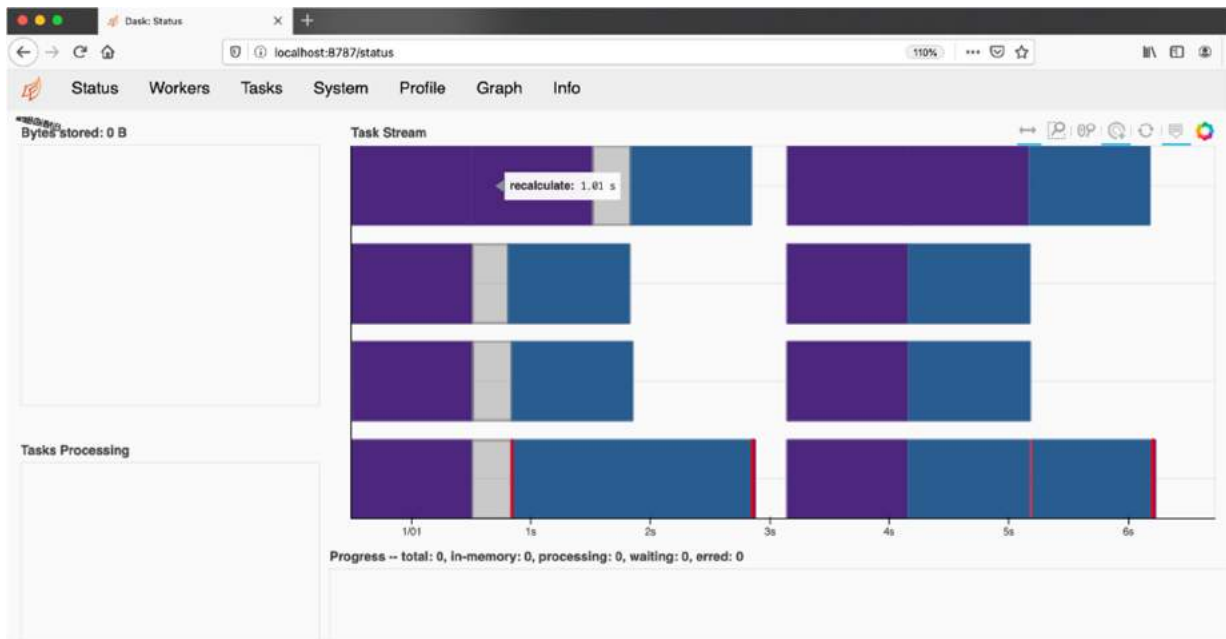 Dask: Status
localhost:8787/status
110%
Status Workers Tasks System Profile Graph Info
Bytes stored: 0 B
Task Stream
recalculate: 1.01 s
Tasks Processing
1/01 1s 2s 3s 4s 5s 6s
Progress -- total: 0, in-memory: 0, processing: 0, waiting: 0, erred: 0